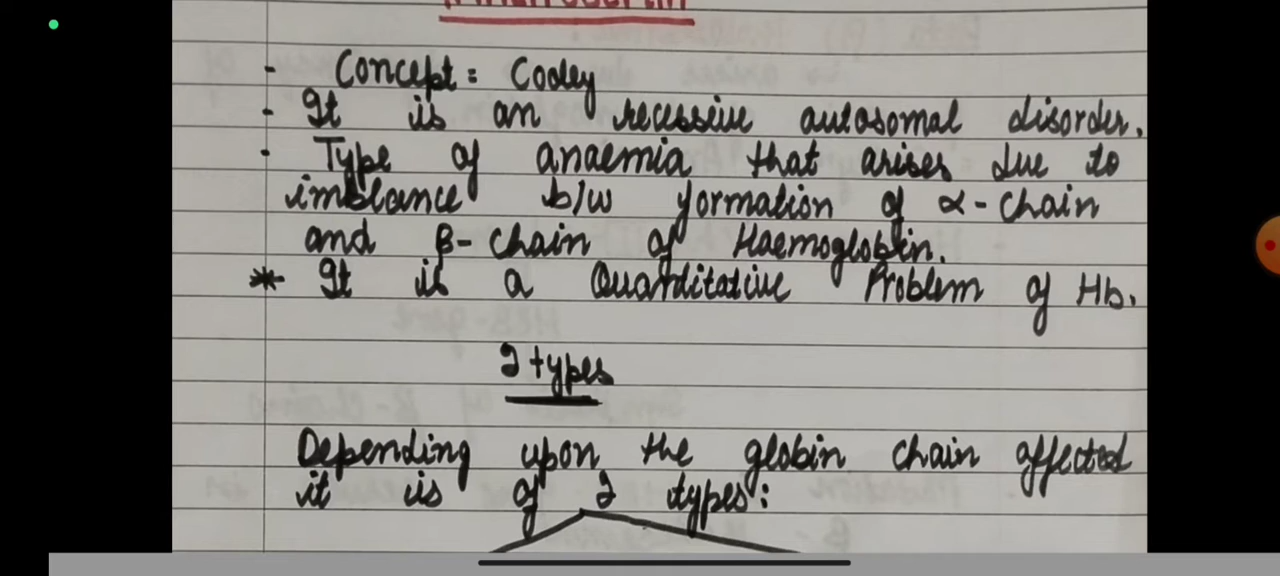 - Concept: Cooley
- It is an recessive autosomal disorder.
- Type of anaemia that arises due to
imblance b/w formation of α-chain
and β-chain of Haemoglobin.
* It is a Quantitative Problem of Hb.
2 types
Depending upon the globin chain affected
it is of 2 types: